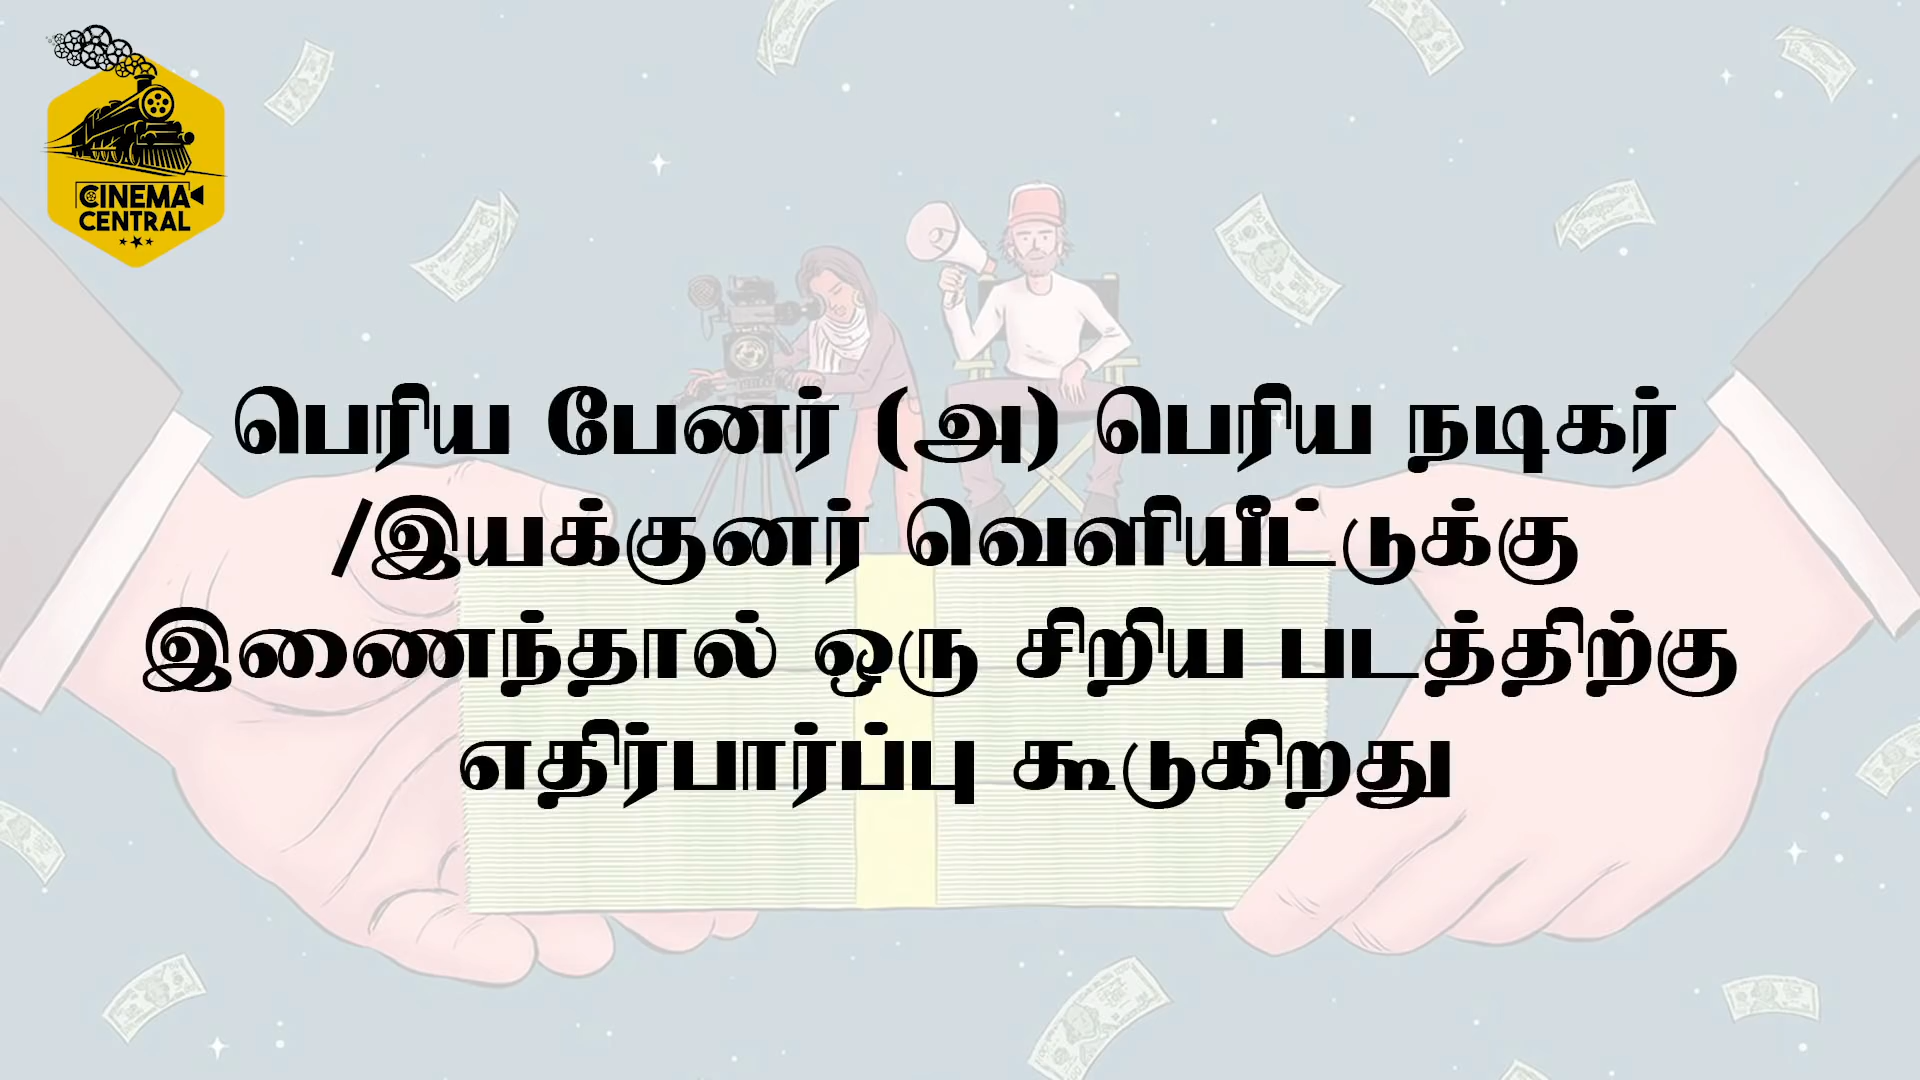 CINEMA
CENTRAL
பெரிய பேனர் (அ) பெரிய நடிகர்
/இயக்குனர் வெளியீட்டுக்கு
இணைந்தால் ஒரு சிறிய படத்திற்கு
எதிர்பார்ப்பு கூடுகிறது